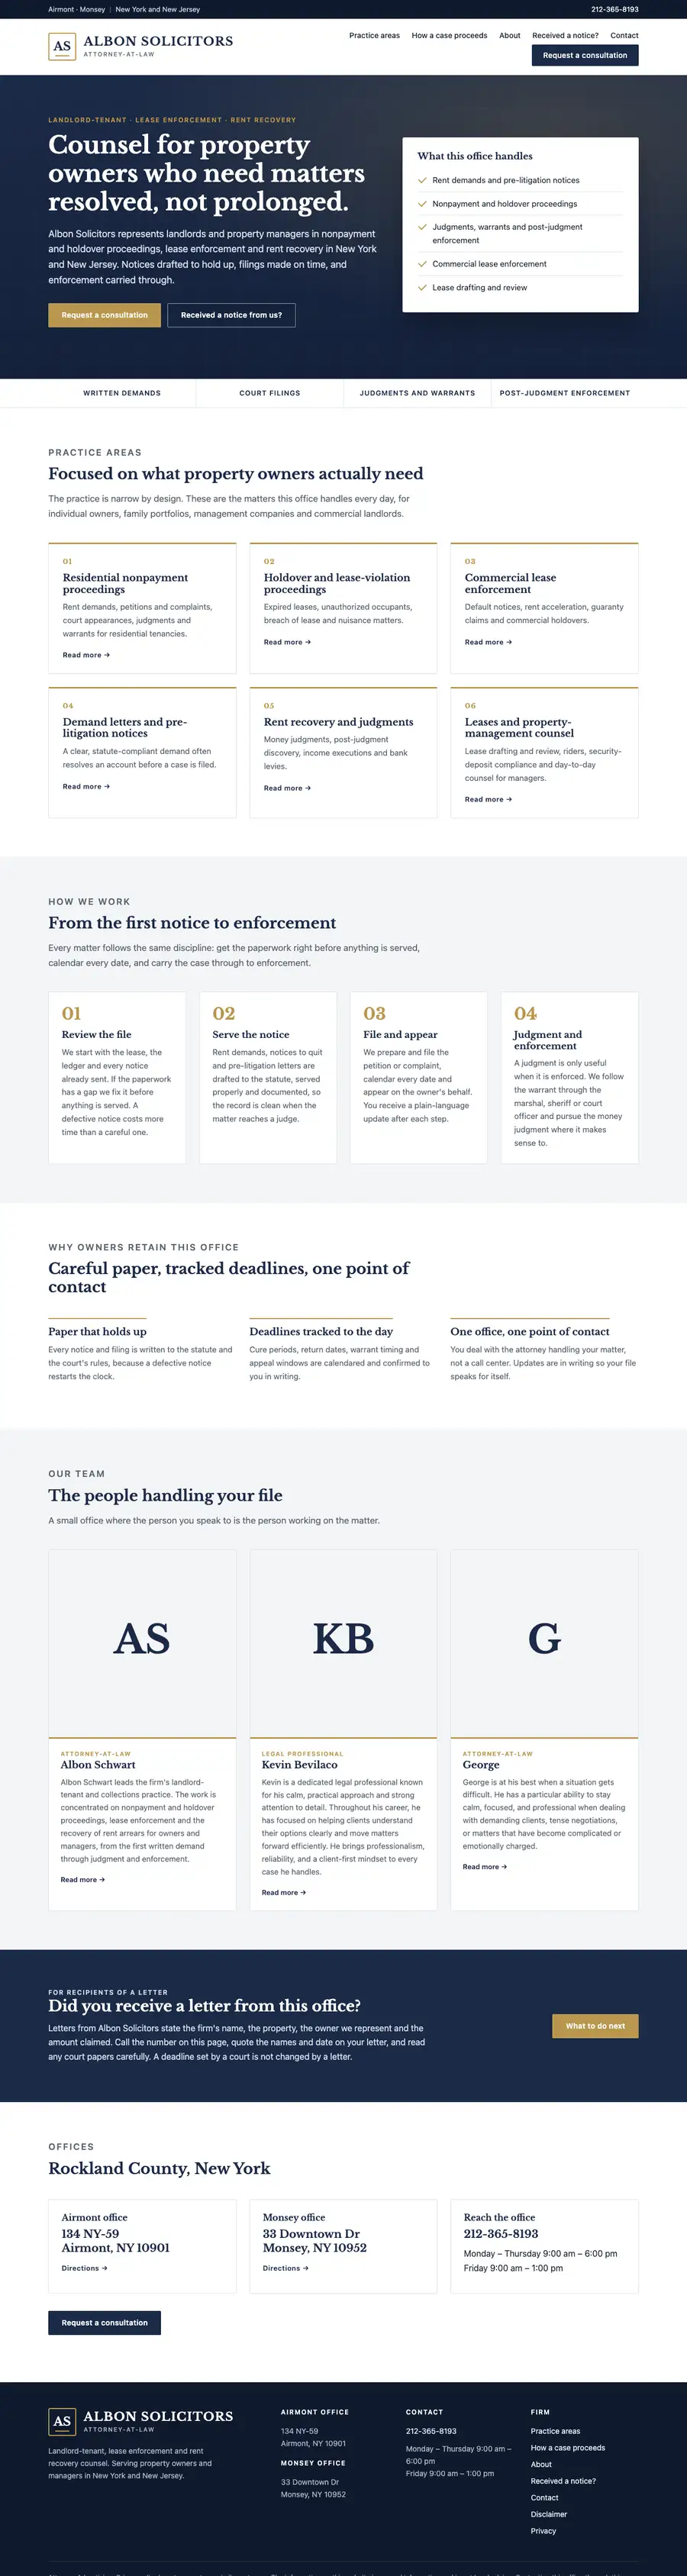 Airmont · Monsey | New York and New Jersey
212-365-8193
AS
ALBON SOLICITORS
ATTORNEY-AT-LAW
Practice areas How a case proceeds About Received a notice? Contact
Request a consultation
LANDLORD-TENANT · LEASE ENFORCEMENT · RENT RECOVERY
Counsel for property
owners who need matters
resolved, not prolonged.
Albon Solicitors represents landlords and property managers in nonpayment
and holdover proceedings, lease enforcement and rent recovery in New York
and New Jersey. Notices drafted to hold up, filings made on time, and
enforcement carried through.
Request a consultation
Received a notice from us?
What this office handles
Rent demands and pre-litigation notices
Nonpayment and holdover proceedings
Judgments, warrants and post-judgment
enforcement
Commercial lease enforcement
Lease drafting and review
WRITTEN DEMANDS
COURT FILINGS
JUDGMENTS AND WARRANTS
POST-JUDGMENT ENFORCEMENT
PRACTICE AREAS
Focused on what property owners actually need
The practice is narrow by design. These are the matters this office handles every day, for
individual owners, family portfolios, management companies and commercial landlords.
01
Residential nonpayment
proceedings
Rent demands, petitions and complaints,
court appearances, judgments and
warrants for residential tenancies.
Read more →
02
Holdover and lease-violation
proceedings
Expired leases, unauthorized occupants,
breach of lease and nuisance matters.
Read more →
03
Commercial lease
enforcement
Default notices, rent acceleration, guaranty
claims and commercial holdovers.
Read more →
04
Demand letters and pre-
litigation notices
A clear, statute-compliant demand often
resolves an account before a case is filed.
Read more →
05
Rent recovery and judgments
Money judgments, post-judgment
discovery, income executions and bank
levies.
Read more →
06
Leases and property-
management counsel
Lease drafting and review, riders, security-
deposit compliance and day-to-day
counsel for managers.
Read more →
HOW WE WORK
From the first notice to enforcement
Every matter follows the same discipline: get the paperwork right before anything is served,
calendar every date, and carry the case through to enforcement.
01
Review the file
We start with the lease, the
ledger and every notice
already sent. If the paperwork
has a gap we fix it before
anything is served. A
defective notice costs more
time than a careful one.
02
Serve the notice
Rent demands, notices to quit
and pre-litigation letters are
drafted to the statute, served
properly and documented, so
the record is clean when the
matter reaches a judge.
03
File and appear
We prepare and file the
petition or complaint,
calendar every date and
appear on the owner's behalf.
You receive a plain-language
update after each step.
04
Judgment and
enforcement
A judgment is only useful
when it is enforced. We follow
the warrant through the
marshal, sheriff or court
officer and pursue the money
judgment where it makes
sense to.
WHY OWNERS RETAIN THIS OFFICE
Careful paper, tracked deadlines, one point of
contact
Paper that holds up
Every notice and filing is written to the statute and
the court's rules, because a defective notice
restarts the clock.
Deadlines tracked to the day
Cure periods, return dates, warrant timing and
appeal windows are calendared and confirmed to
you in writing.
One office, one point of contact
You deal with the attorney handling your matter,
not a call center. Updates are in writing so your file
speaks for itself.
OUR TEAM
The people handling your file
A small office where the person you speak to is the person working on the matter.
AS
ATTORNEY-AT-LAW
Albon Schwart
Albon Schwart leads the firm's landlord-
tenant and collections practice. The work is
concentrated on nonpayment and holdover
proceedings, lease enforcement and the
recovery of rent arrears for owners and
managers, from the first written demand
through judgment and enforcement.
Read more →
KB
LEGAL PROFESSIONAL
Kevin Bevilaco
Kevin is a dedicated legal professional known
for his calm, practical approach and strong
attention to detail. Throughout his career, he
has focused on helping clients understand
their options clearly and move matters
forward efficiently. He brings professionalism,
reliability, and a client-first mindset to every
case he handles.
Read more →
G
ATTORNEY-AT-LAW
George
George is at his best when a situation gets
difficult. He has a particular ability to stay
calm, focused, and professional when dealing
with demanding clients, tense negotiations,
or matters that have become complicated or
emotionally charged.
Read more →
FOR RECIPIENTS OF A LETTER
Did you receive a letter from this office?
Letters from Albon Solicitors state the firm's name, the property, the owner we represent and the
amount claimed. Call the number on this page, quote the names and date on your letter, and read
any court papers carefully. A deadline set by a court is not changed by a letter.
What to do next
OFFICES
Rockland County, New York
Airmont office
134 NY-59
Airmont, NY 10901
Directions →
Monsey office
33 Downtown Dr
Monsey, NY 10952
Directions →
Reach the office
212-365-8193
Monday – Thursday 9:00 am – 6:00 pm
Friday 9:00 am – 1:00 pm
Request a consultation
AS
ALBON SOLICITORS
ATTORNEY-AT-LAW
Landlord-tenant, lease enforcement and rent
recovery counsel. Serving property owners and
managers in New York and New Jersey.
AIRMONT OFFICE
134 NY-59
Airmont, NY 10901
MONSEY OFFICE
33 Downtown Dr
Monsey, NY 10952
CONTACT
212-365-8193
Monday – Thursday 9:00 am –
6:00 pm
Friday 9:00 am – 1:00 pm
FIRM
Practice areas
How a case proceeds
About
Received a notice?
Contact
Disclaimer
Privacy